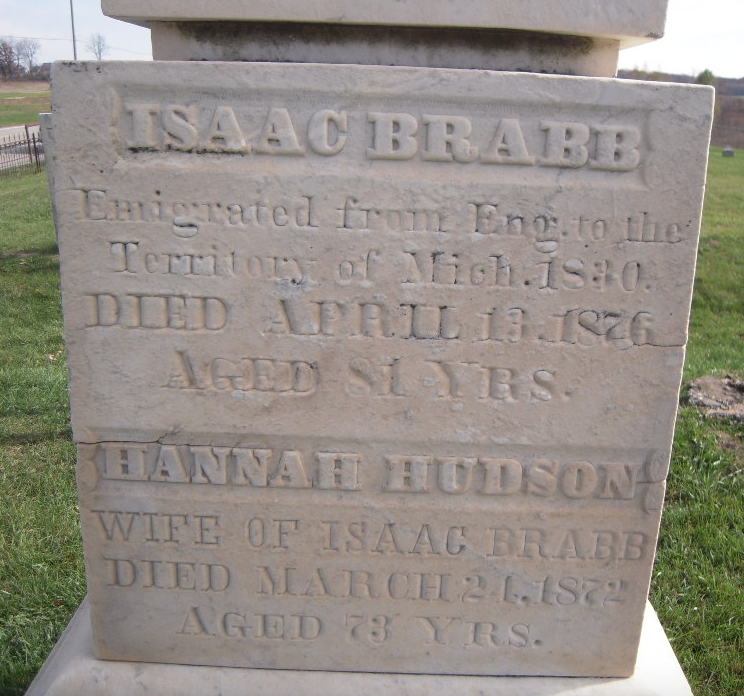 ISAAC BRABB
Emigrated from Eng. to the
Territory of Mich. 1830.
DIED APRIL 13, 1876
AGED 81 YRS.
HANNAH HUDSON
WIFE OF ISAAC BRABB
DIED MARCH 24, 1872
AGED 73 YRS.